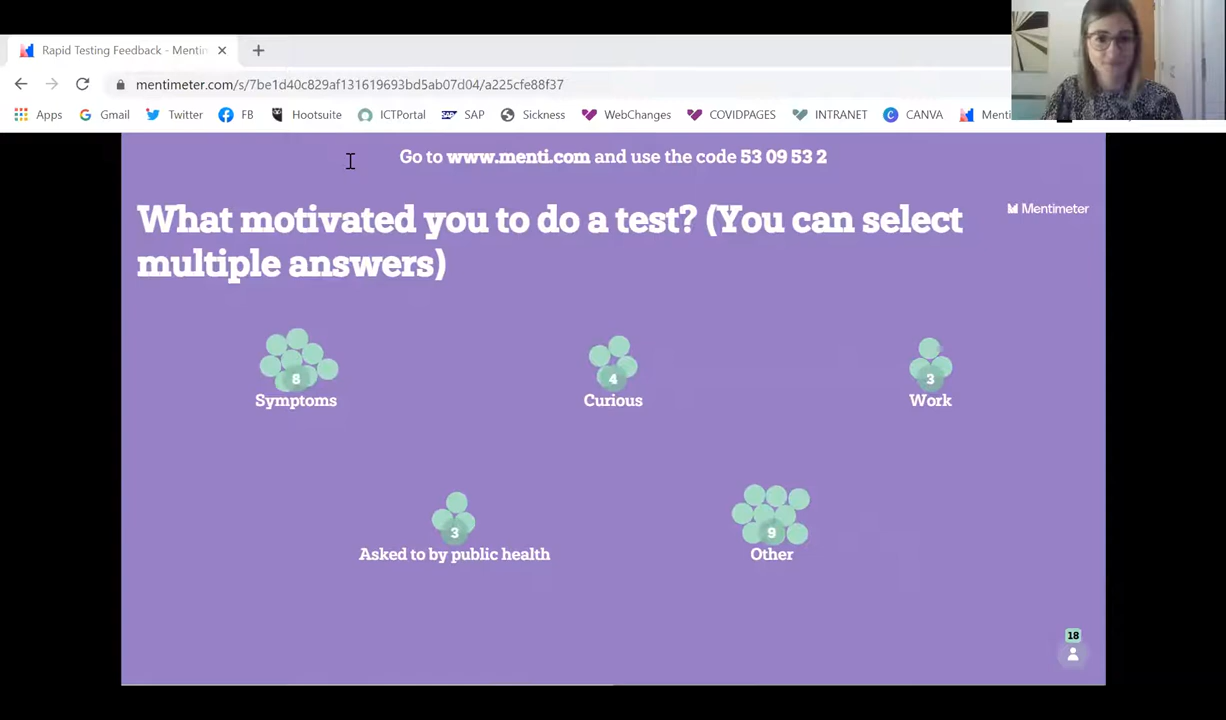 Rapid Testing Feedback - Mentim
mentimeter.com/s/7be1d40c829af131619693bd5ab07d04/a225cfe88f37
Apps Gmail Twitter FB Hootsuite ICTPortal SAP Sickness WebChanges COVIDPAGES INTRANET CANVA Menti
Go to www.menti.com and use the code 53 09 53 2
What motivated you to do a test? (You can select
multiple answers)
Mentimeter
8
Symptoms
4
Curious
3
Work
3
Asked to by public health
9
Other
18